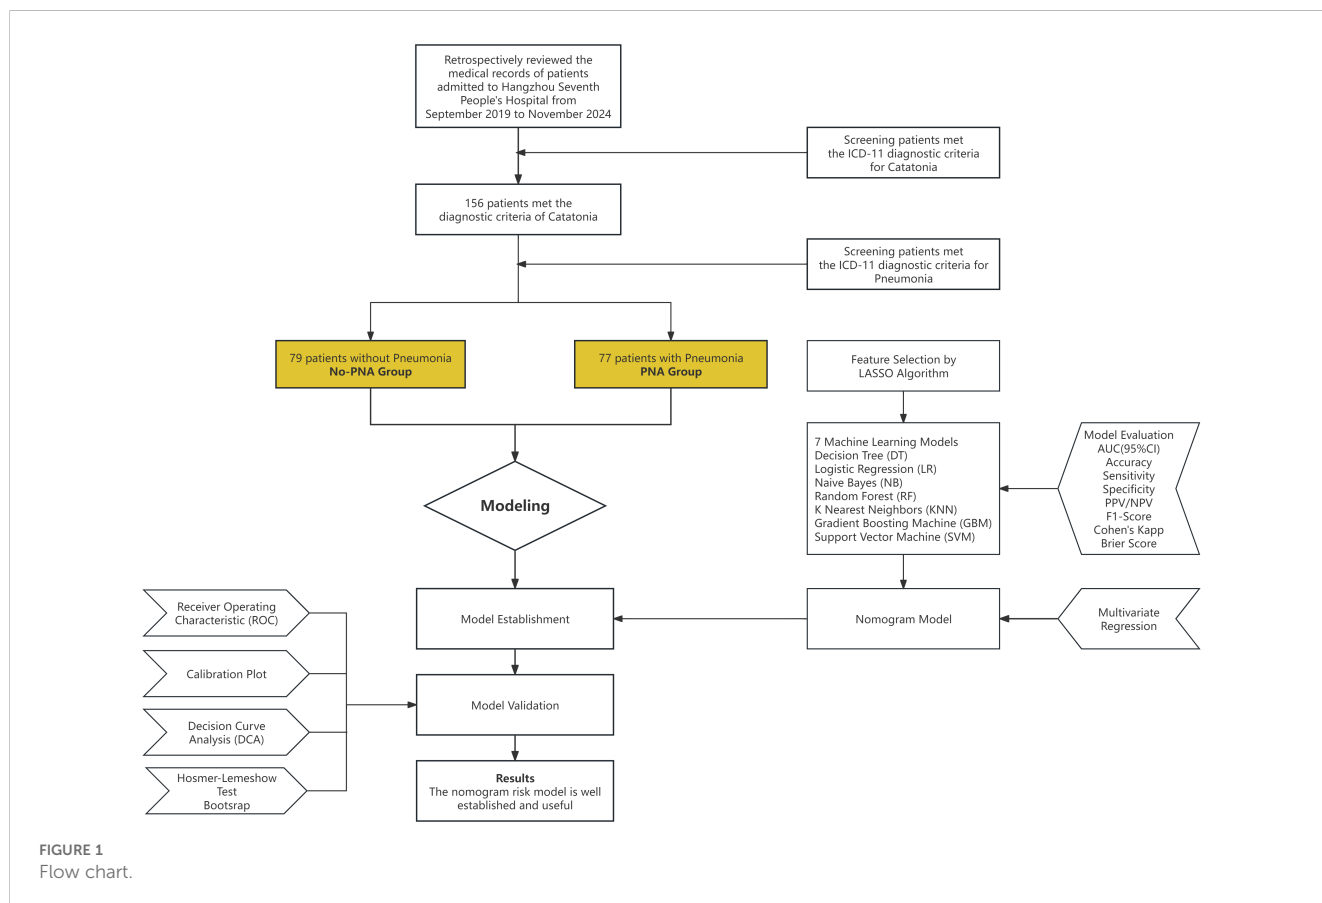 Retrospectively reviewed the
medical records of patients
admitted to Hangzhou Seventh
People's Hospital from
September 2019 to November 2024
Screening patients met
the ICD-11 diagnostic criteria
for Catatonia
156 patients met the
diagnostic criteria of Catatonia
Screening patients met
the ICD-11 diagnostic criteria for
Pneumonia
79 patients without Pneumonia
No-PNA Group
77 patients with Pneumonia
PNA Group
Feature Selection by
LASSO Algorithm
7 Machine Learning Models
Decision Tree (DT)
Logistic Regression (LR)
Naive Bayes (NB)
Random Forest (RF)
K Nearest Neighbors (KNN)
Gradient Boosting Machine (GBM)
Support Vector Machine (SVM)
Model Evaluation
AUC(95%CI)
Accuracy
Sensitivity
Specificity
PPV/NPV
F1-Score
Cohen's Kapp
Brier Score
Modeling
Receiver Operating
Characteristic (ROC)
Model Establishment
Nomogram Model
Multivariate
Regression
Calibration Plot
Model Validation
Decision Curve
Analysis (DCA)
Hosmer-Lemeshow
Test
Bootsrap
Results
The nomogram risk model is well
established and useful
FIGURE 1
Flow chart.